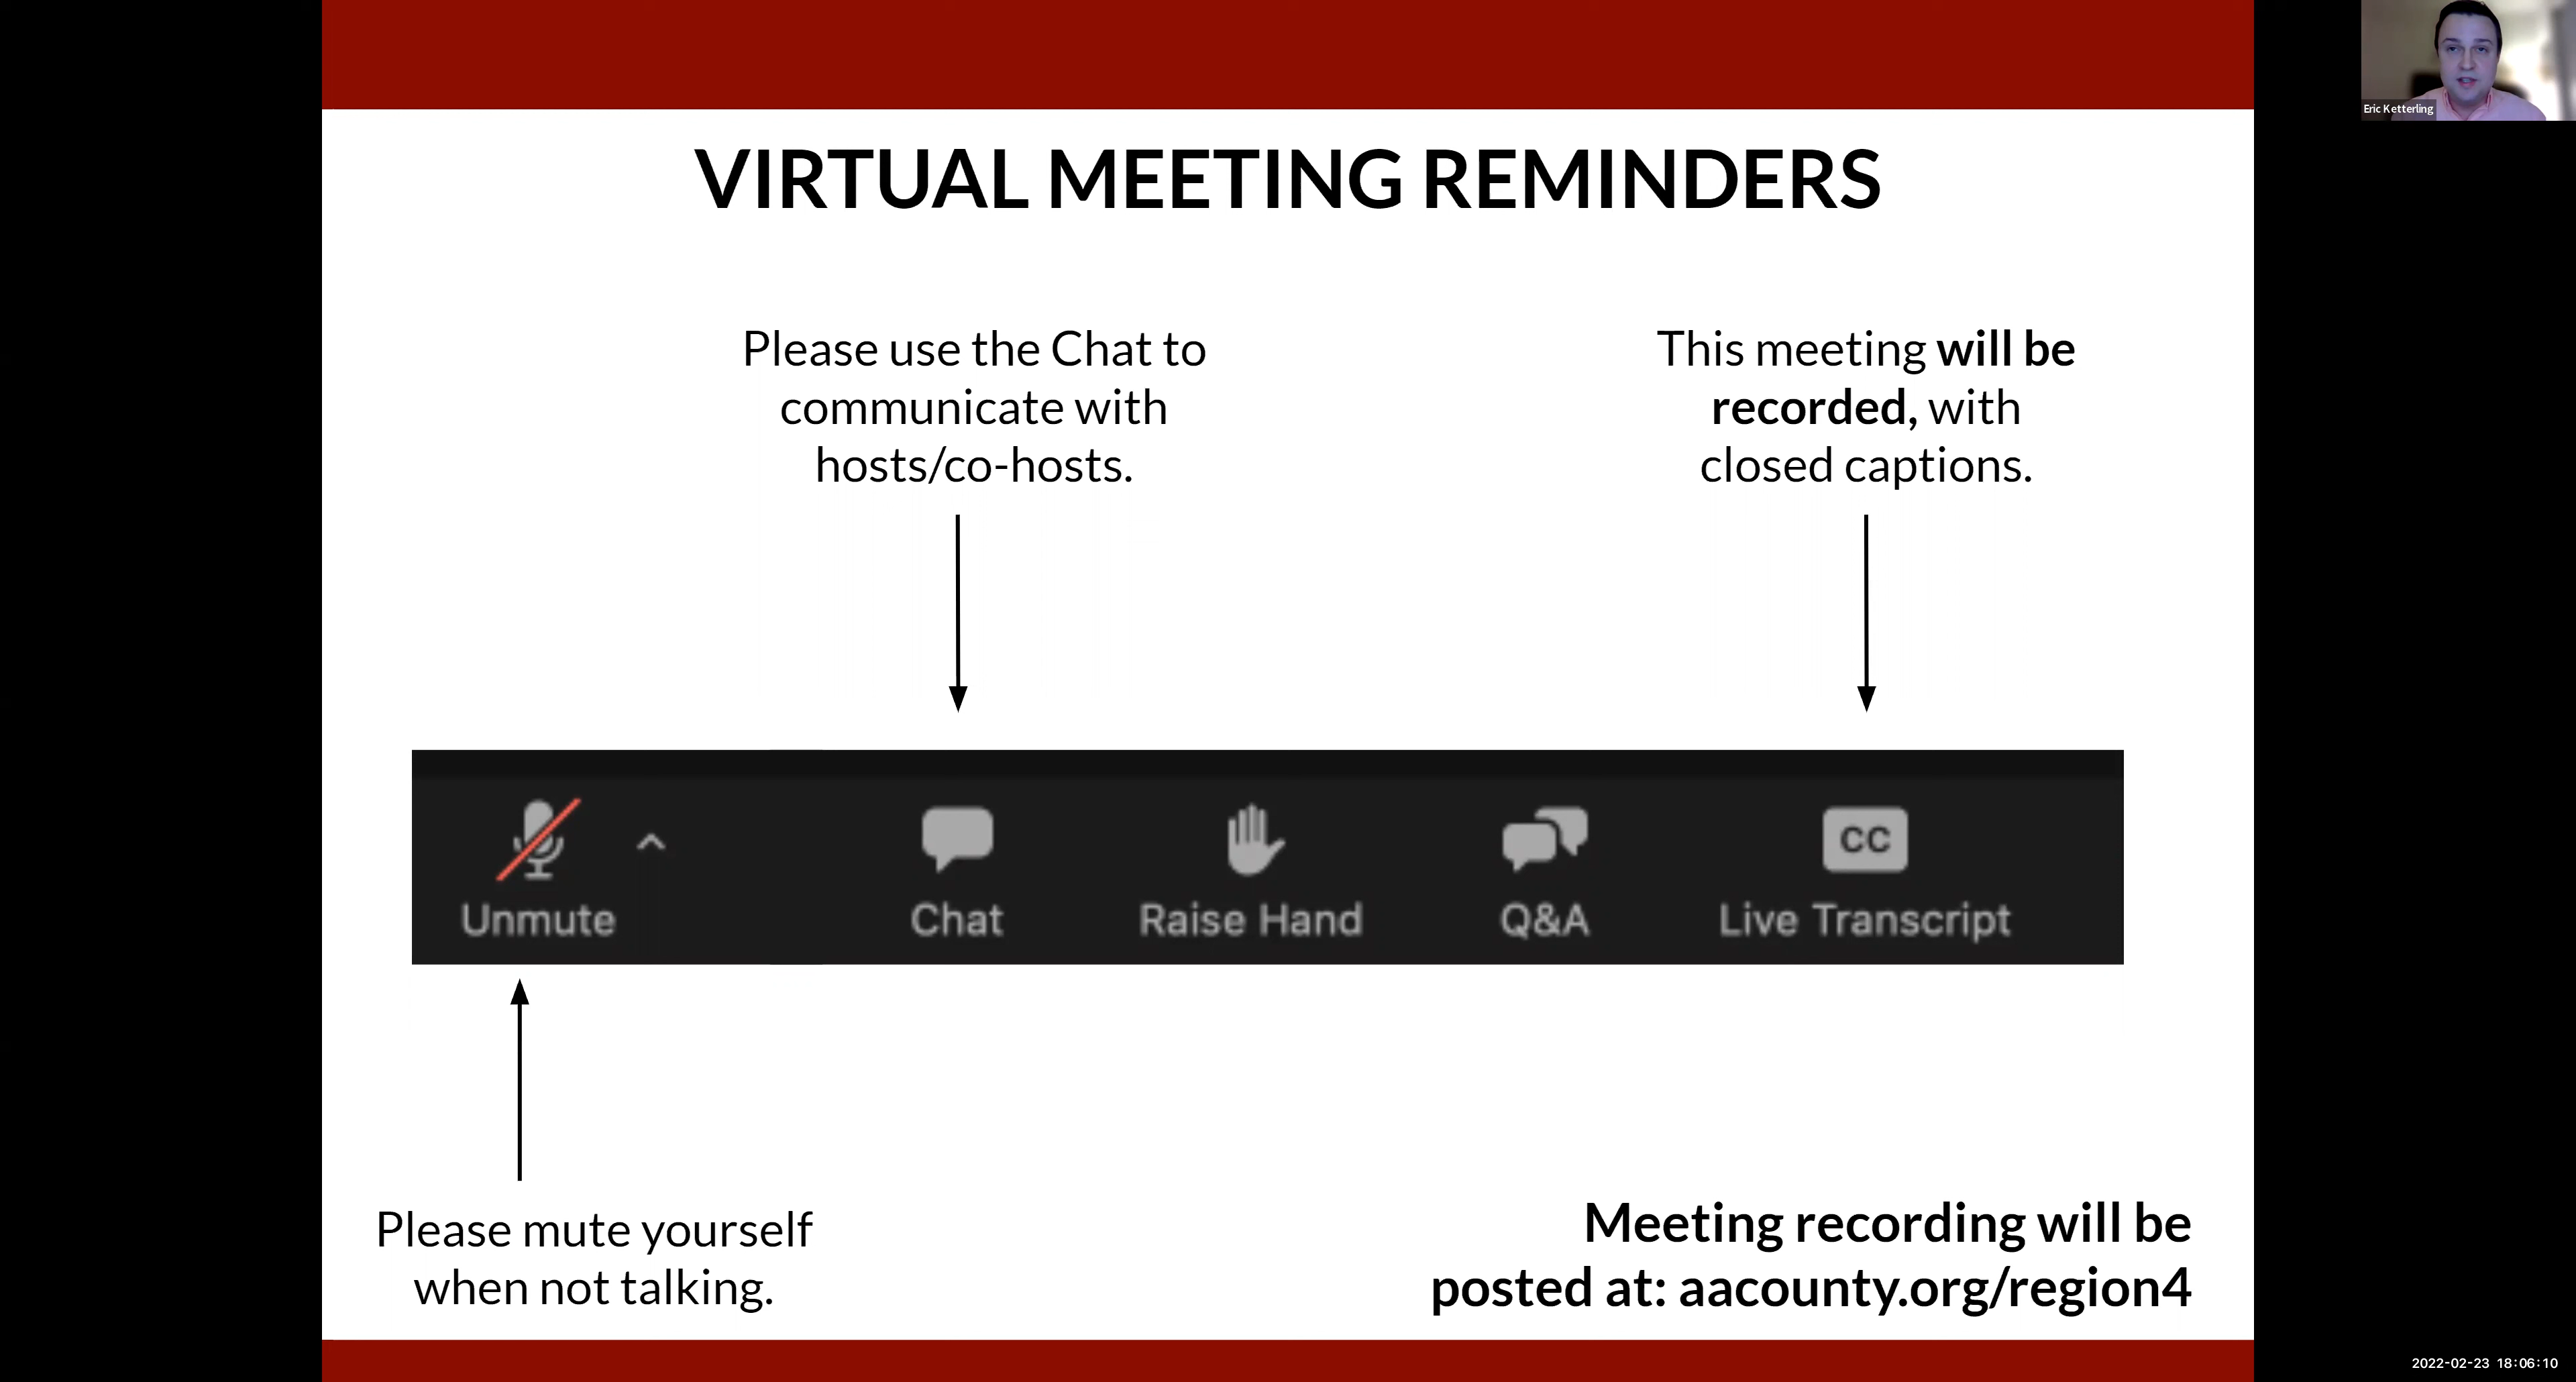 Eric Ketterling
VIRTUAL MEETING REMINDERS
Please use the Chat to
communicate with
hosts/co-hosts.
This meeting will be
recorded, with
closed captions.
Unmute
Chat
Raise Hand
Q&A
CC
Live Transcript
Please mute yourself
when not talking.
Meeting recording will be
posted at: aacounty.org/region4
2022-02-23 18:06:10